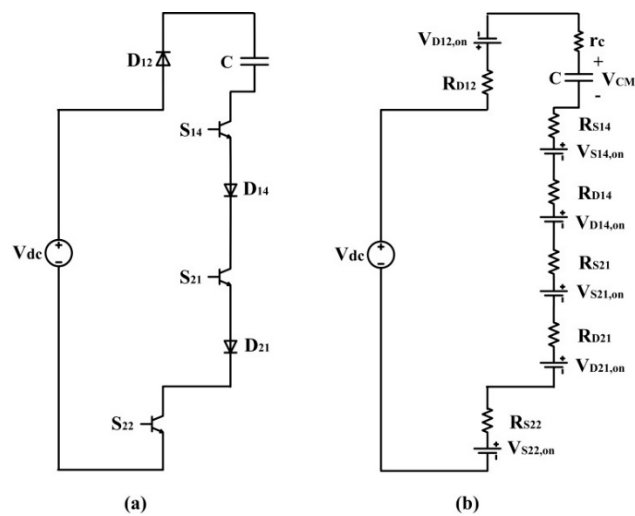 D12
C
S14
D14
Vdc
S21
D21
S22
(a)
VD12,on
RD12
rc
C
+
VCM
-
RS14
VS14,on
RD14
VD14,on
Vdc
RS21
VS21,on
RD21
VD21,on
RS22
VS22,on
(b)